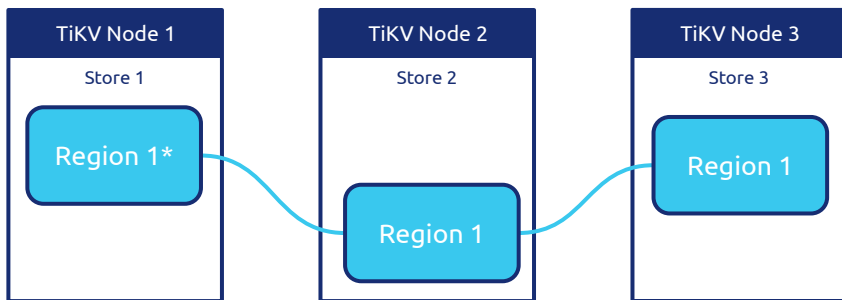 TiKV Node 1
Store 1
Region 1*
TiKV Node 2
Store 2
Region 1
TiKV Node 3
Store 3
Region 1